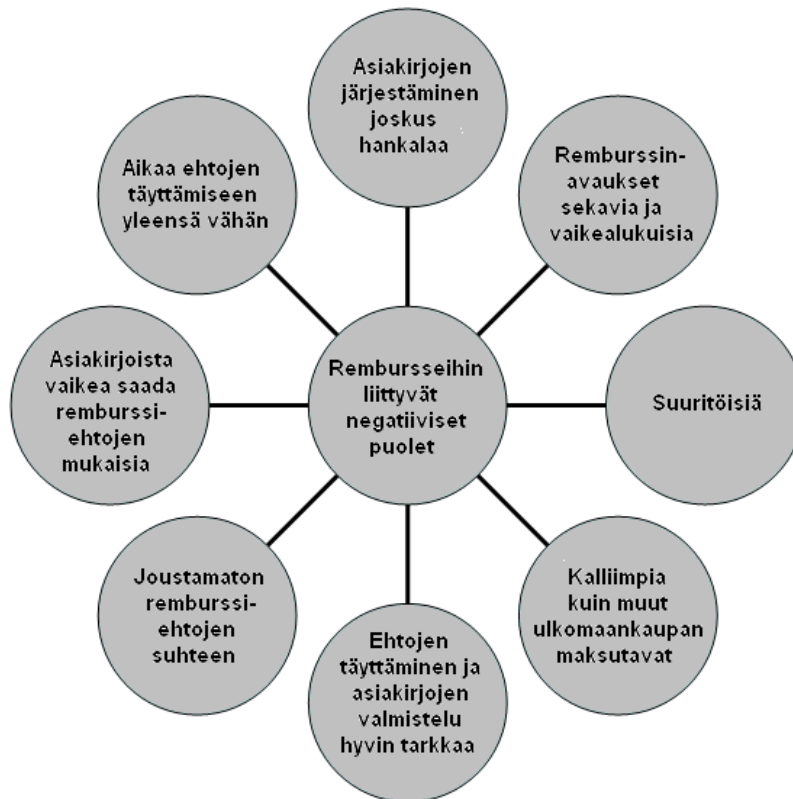 Asiakirjojen
järjestäminen
joskus
hankalaa
Remburssin-
avaukset
sekavia ja
vaikealukuisia
Suuritöisiä
Kalliimpia
kuin muut
ulkomaankaupan
maksutavat
Ehtojen
täyttäminen ja
asiakirjojen
valmistelu
hyvin tarkkaa
Joustamaton
remburssi-
ehtojen
suhteen
Asiakirjoista
vaikea saada
remburssi-
ehtojen
mukaisia
Aikaa ehtojen
täyttämiseen
yleensä vähän
Rembursseihin
liittyvät
negatiiviset
puolet